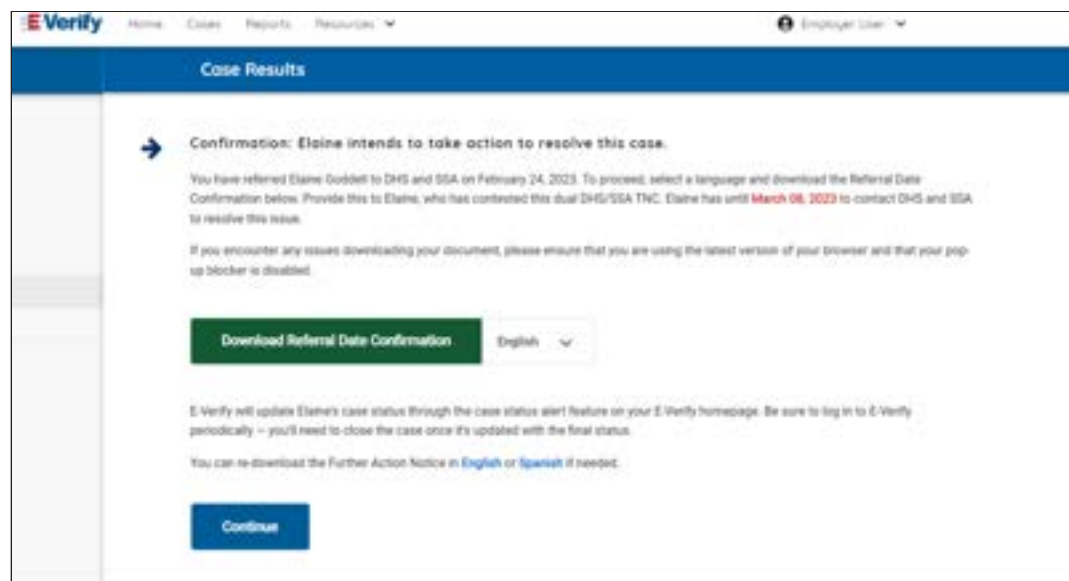 E-Verify Home Cases Reports Resources Employer User
Case Results
Confirmation: Elaine intends to take action to resolve this case.
You have referred Elaine Goddell to DHS and SSA on February 24, 2023. To proceed, select a language and download the Referral Date
Confirmation below. Provide this to Elaine, who has contested this dual DHS/SSA TNC. Elaine has until March 08, 2023 to contact DHS and SSA
to resolve this issue.
If you encounter any issues downloading your document, please ensure that you are using the latest version of your browser and that your pop-
up blocker is disabled.
Download Referral Date Confirmation English
E-Verify will update Elaine's case status through the case status alert feature on your E-Verify homepage. Be sure to log in to E-Verify
periodically – you'll need to close the case once it's updated with the final status.
You can re-download the Further Action Notice in English or Spanish if needed.
Continue